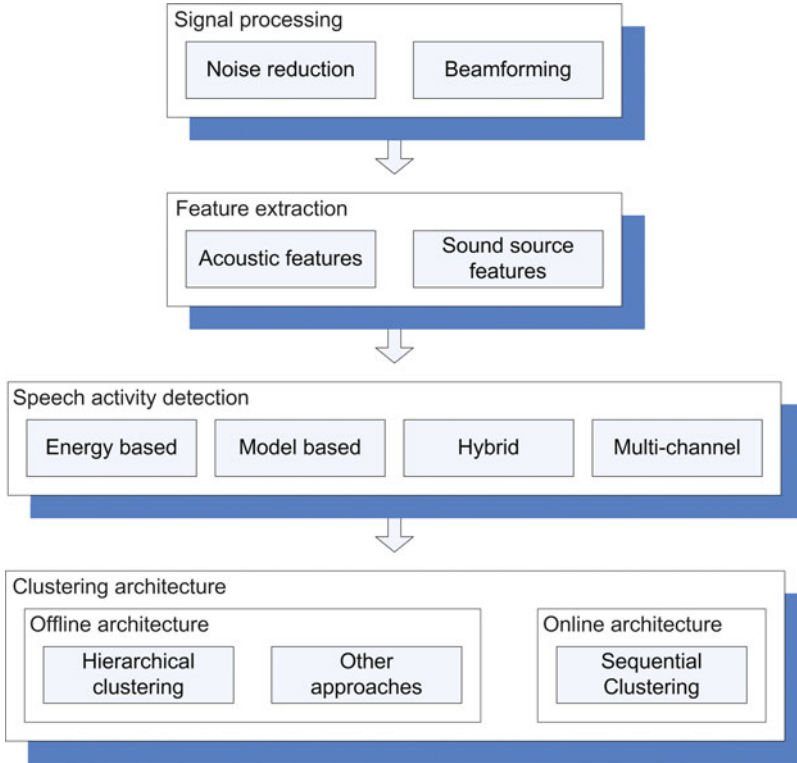 Signal processing
Noise reduction
Beamforming
Feature extraction
Acoustic features
Sound source
features
Speech activity detection
Energy based
Model based
Hybrid
Multi-channel
Clustering architecture
Offline architecture
Hierarchical
clustering
Other
approaches
Online architecture
Sequential
Clustering